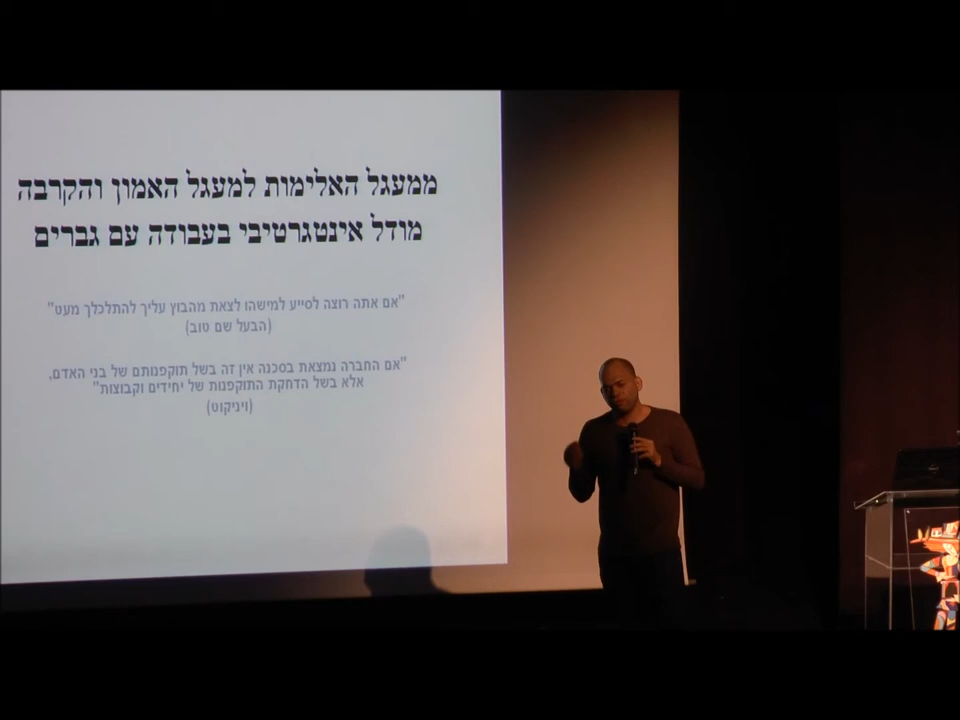 ממעגל האלימות למעגל האמון והקרבה
מודל אינטגרטיבי בעבודה עם גברים
"אם אתה רוצה לסייע למישהו לצאת מהבוץ עליך להתלכלך מעט"
(הבעל שם טוב)
"אם החברה נמצאת בסכנה אין זה בשל תוקפנותם של בני האדם,
אלא בשל הדחקת התוקפנות של יחידים וקבוצות"
(ויניקוט)